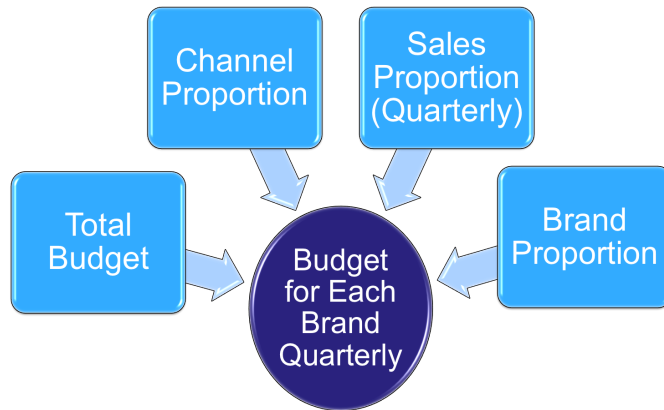 Channel
Proportion
Sales
Proportion
(Quarterly)
Total
Budget
Brand
Proportion
Budget
for Each
Brand
Quarterly